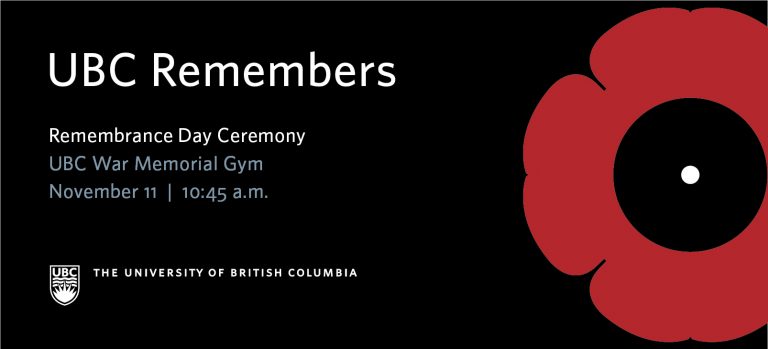 UBC Remembers
Remembrance Day Ceremony
UBC War Memorial Gym
November 11 | 10:45 a.m.
UBC
THE UNIVERSITY OF BRITISH COLUMBIA